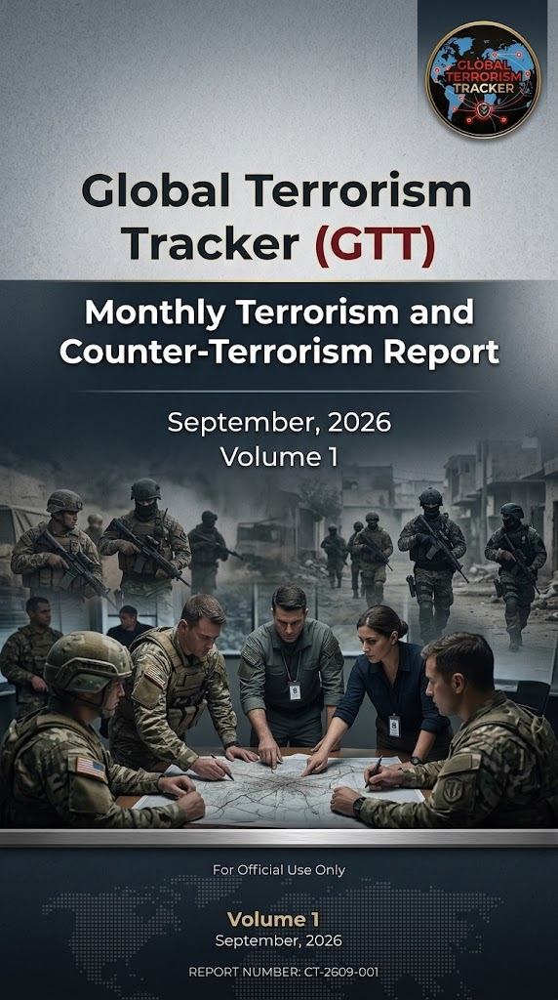 GLOBAL
TERRORISM
TRACKER
Global Terrorism
Tracker (GTT)
Monthly Terrorism and
Counter-Terrorism Report
September, 2026
Volume 1
For Official Use Only
Volume 1
September, 2026
REPORT NUMBER: CT-2609-001